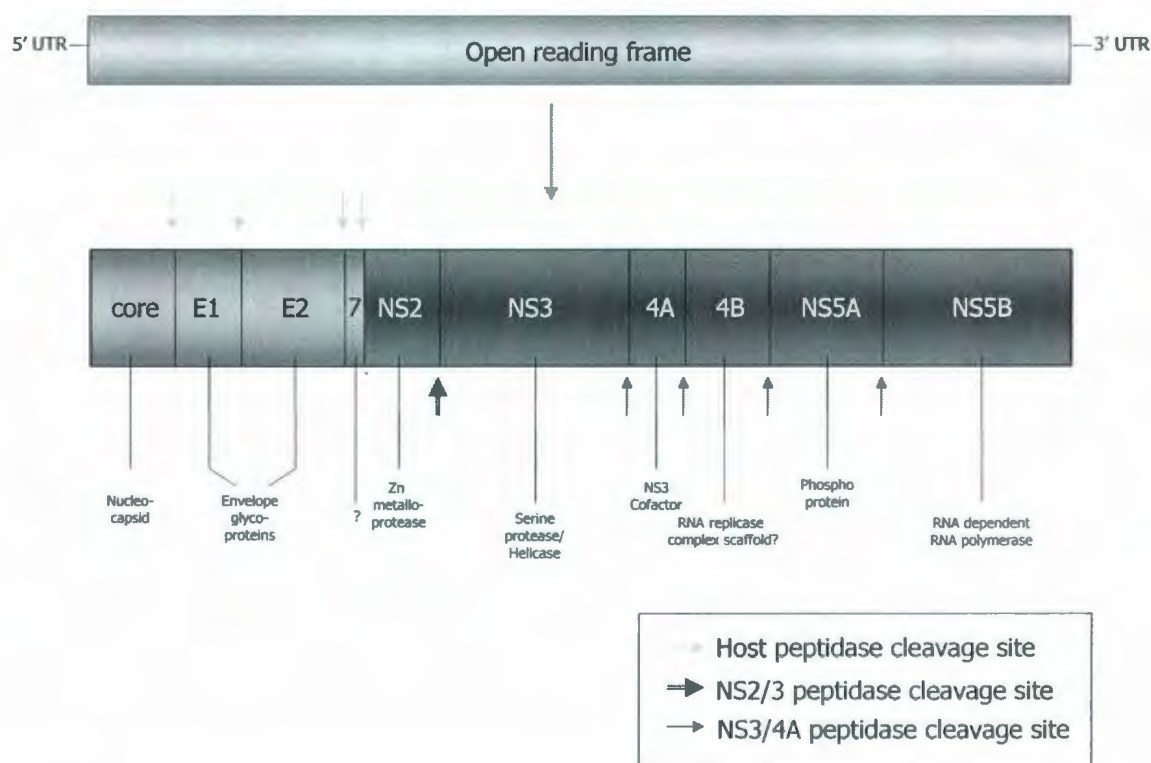 5' UTR
Open reading frame
3' UTR
core
E1
E2
7
NS2
NS3
4A
4B
NS5A
NS5B
Nucleo-
capsid
Envelope
glyco-
proteins
?
Zn
metallo-
protease
Serine
protease/
Helicase
NS3
Cofactor
RNA replicase
complex scaffold?
Phospho
protein
RNA dependent
RNA polymerase
Host peptidase cleavage site
NS2/3 peptidase cleavage site
NS3/4A peptidase cleavage site